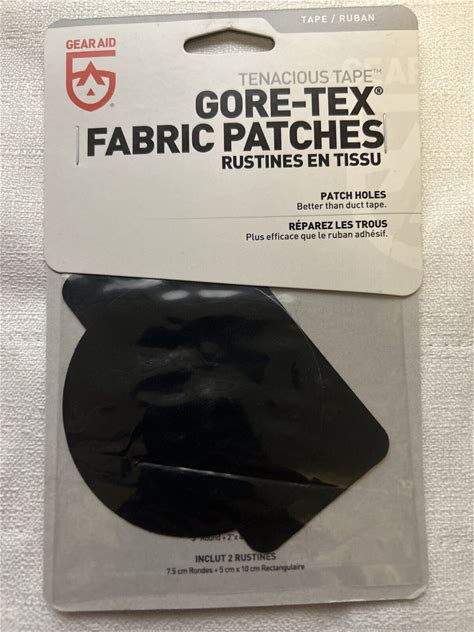 TAPE / RUBAN
GEAR AID
TENACIOUS TAPE™
GORE-TEX®
FABRIC PATCHES
RUSTINES EN TISSU
PATCH HOLES
Better than duct tape.
RÉPAREZ LES TROUS
Plus efficace que le ruban adhésif.
INCLUT 2 RUSTINES
7.5 cm Rondes + 5 cm x 10 cm Rectangulaire